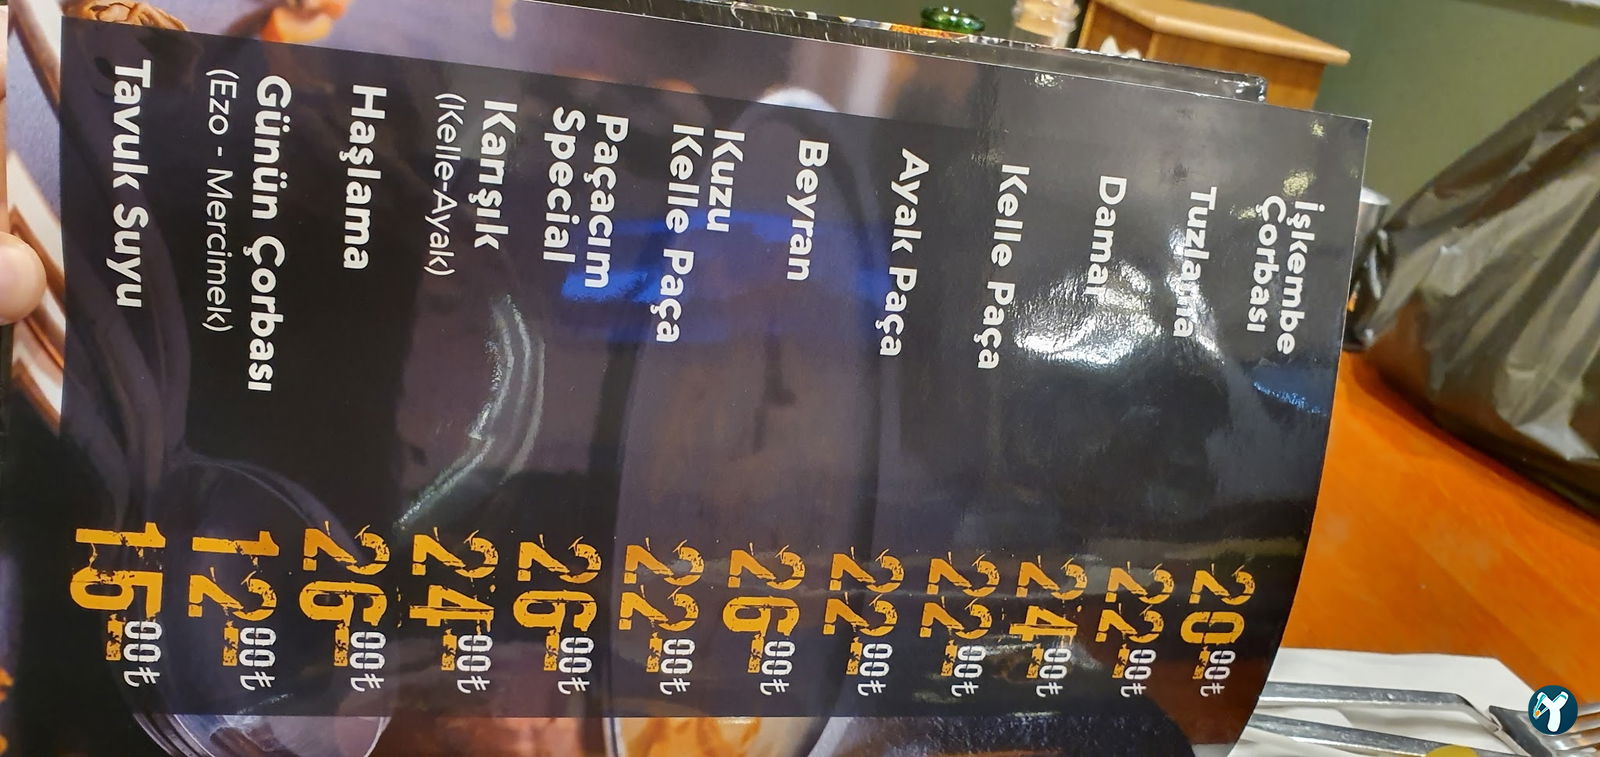 İşkembe
Çorbası
20.00₺
Tuzlama
22.00₺
Damar
24.00₺
Kelle Paça
22.00₺
Ayak Paça
22.00₺
Beyran
26.00₺
Kuzu
Kelle Paça
22.00₺
Paçacım
Special
26.00₺
Karışık
(Kelle-Ayak)
24.00₺
Haşlama
26.00₺
Günün Çorbası
(Ezo - Mercimek)
12.00₺
Tavuk Suyu
15.00₺
Y